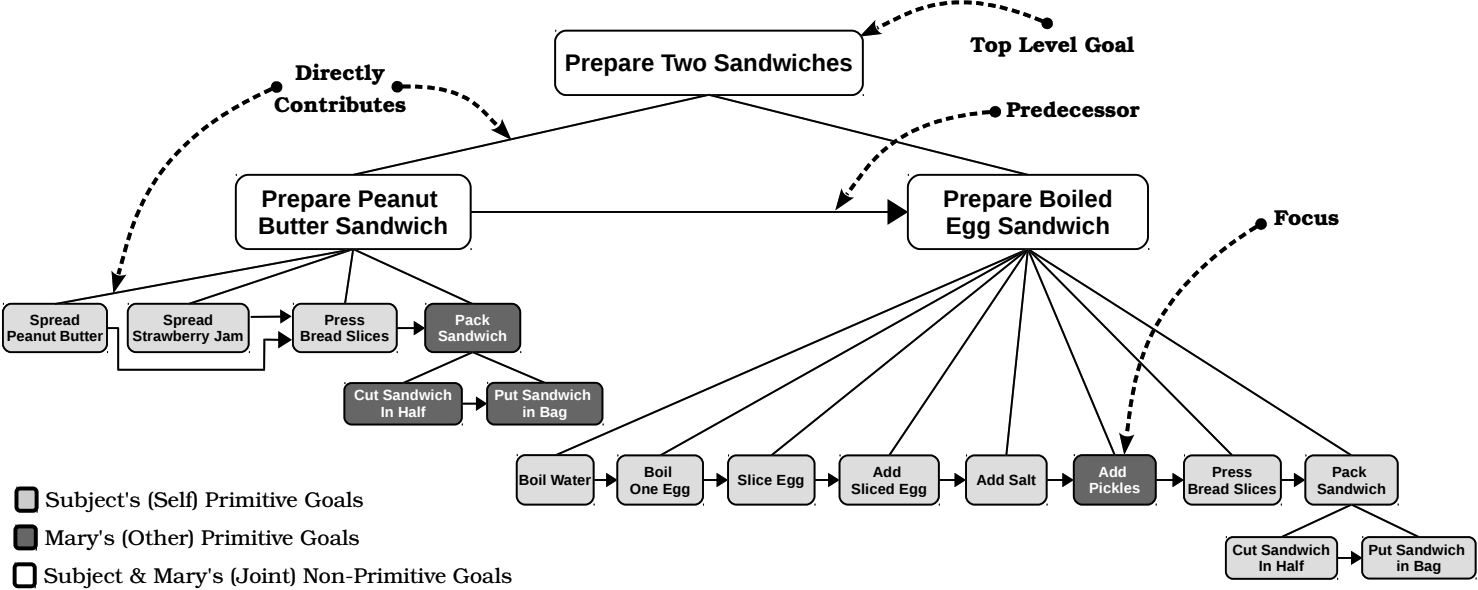 Top Level Goal
Prepare Two Sandwiches
Directly
Contributes
Predecessor
Prepare Peanut
Butter Sandwich
Prepare Boiled
Egg Sandwich
Focus
Spread
Peanut Butter
Spread
Strawberry Jam
Press
Bread Slices
Pack
Sandwich
Cut Sandwich
In Half
Put Sandwich
in Bag
Boil Water
Boil
One Egg
Slice Egg
Add
Sliced Egg
Add Salt
Add
Pickles
Press
Bread Slices
Pack
Sandwich
Cut Sandwich
In Half
Put Sandwich
in Bag
Subject's (Self) Primitive Goals
Mary's (Other) Primitive Goals
Subject & Mary's (Joint) Non-Primitive Goals